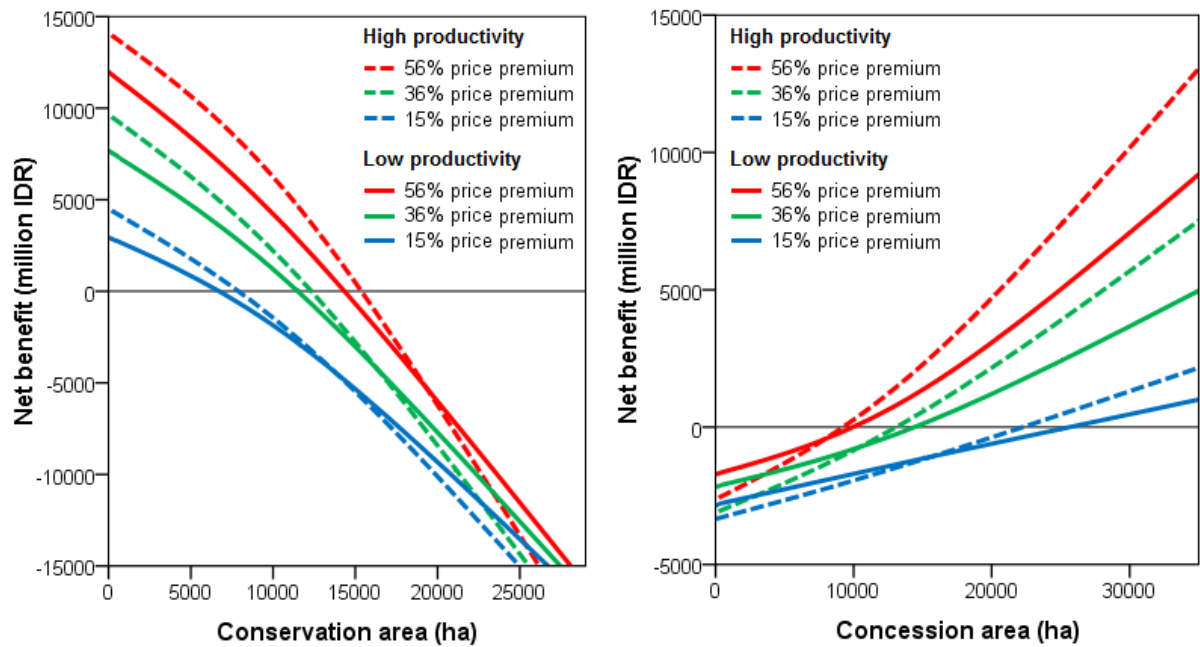 15000
10000
5000
0
-5000
-10000
-15000
Net benefit (million IDR)
High productivity
56% price premium
36% price premium
15% price premium
Low productivity
56% price premium
36% price premium
15% price premium
0 5000 10000 15000 20000 25000
Conservation area (ha)
15000
10000
5000
0
-5000
Net benefit (million IDR)
High productivity
56% price premium
36% price premium
15% price premium
Low productivity
56% price premium
36% price premium
15% price premium
0 10000 20000 30000
Concession area (ha)